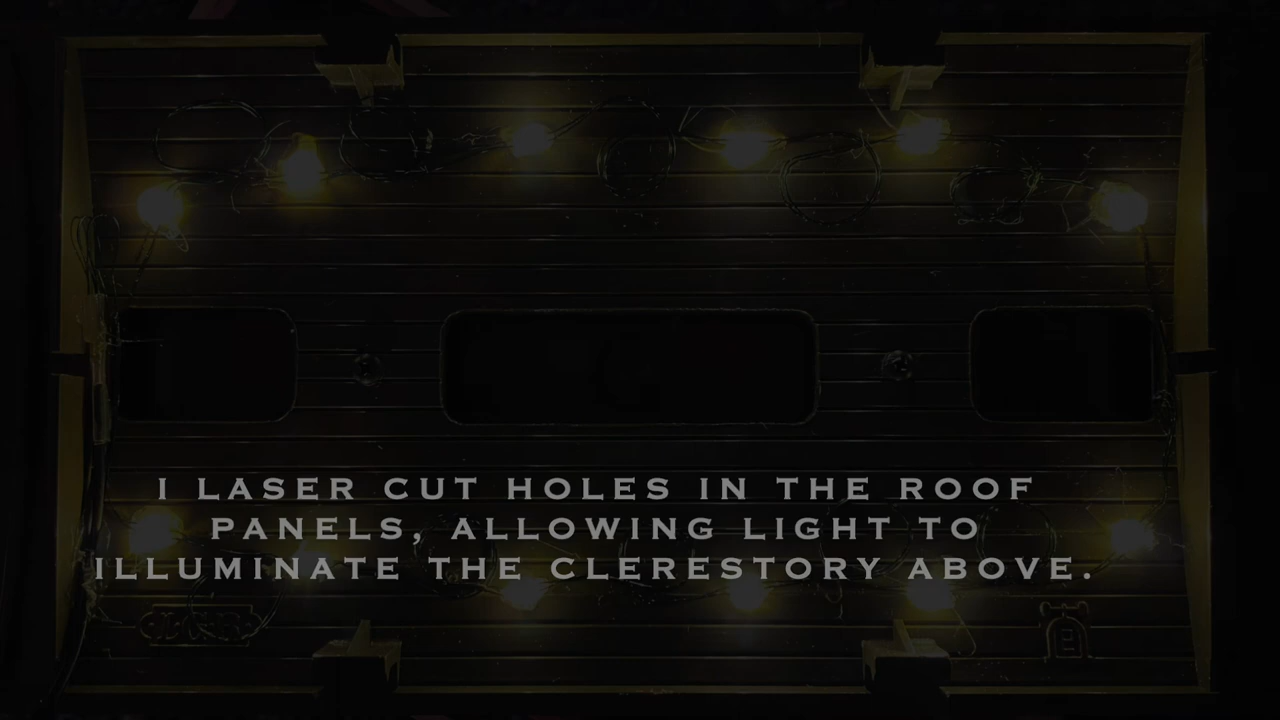 I LASER CUT HOLES IN THE ROOF
PANELS, ALLOWING LIGHT TO
ILLUMINATE THE CLERESTORY ABOVE.